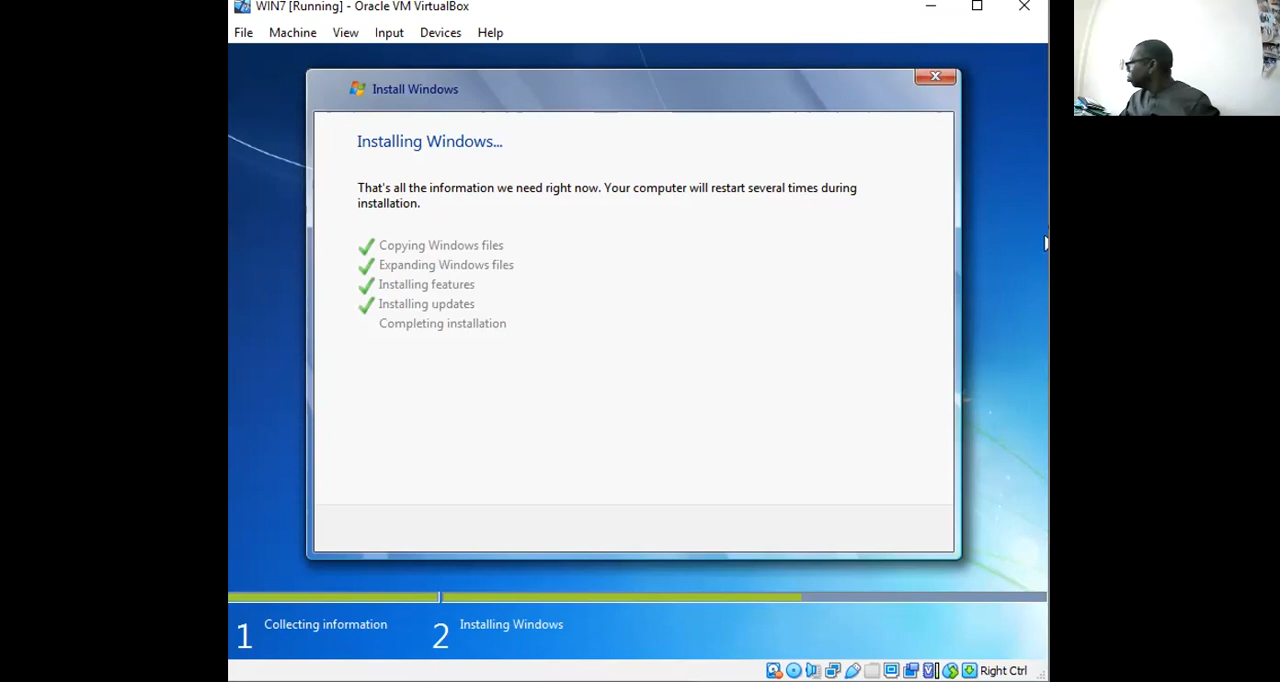 WIN7 [Running] - Oracle VM VirtualBox
File Machine View Input Devices Help
Install Windows
Installing Windows...
That's all the information we need right now. Your computer will restart several times during
installation.
Copying Windows files
Expanding Windows files
Installing features
Installing updates
Completing installation
1 Collecting information 2 Installing Windows
Right Ctrl